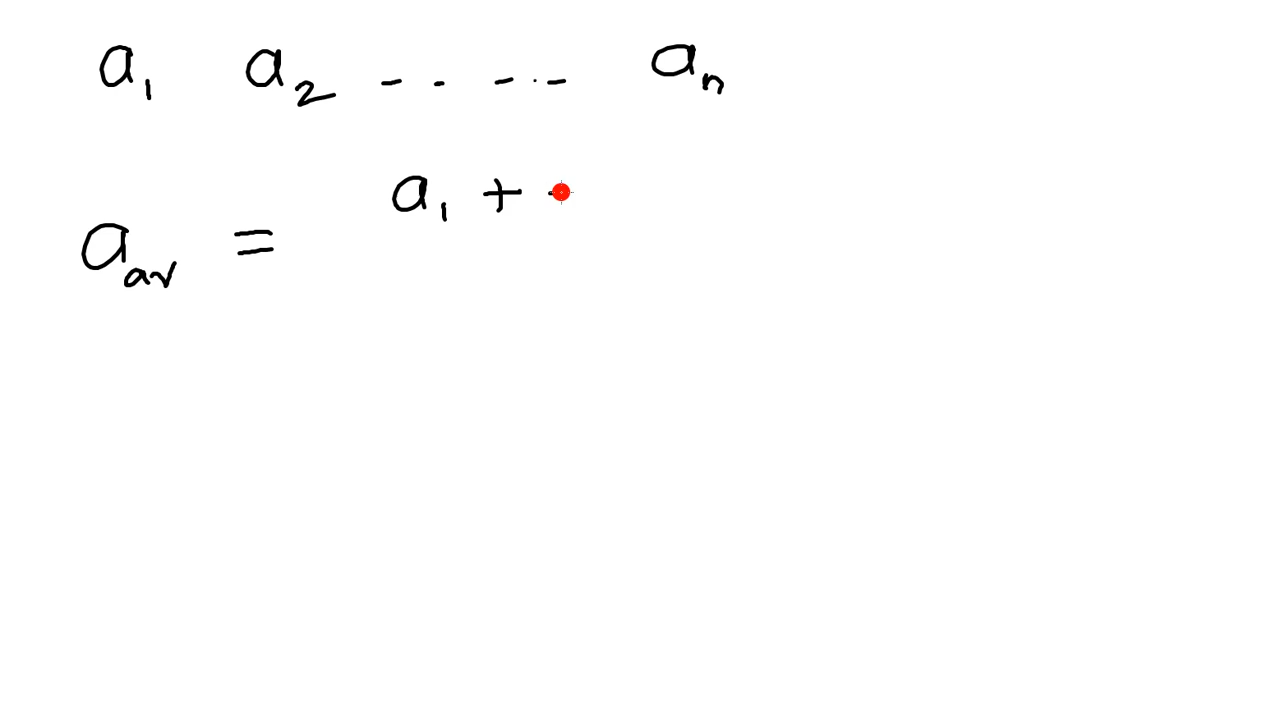 a₁ a₂ - - - · - aₙ
a₁ + -
aₐᵥ =